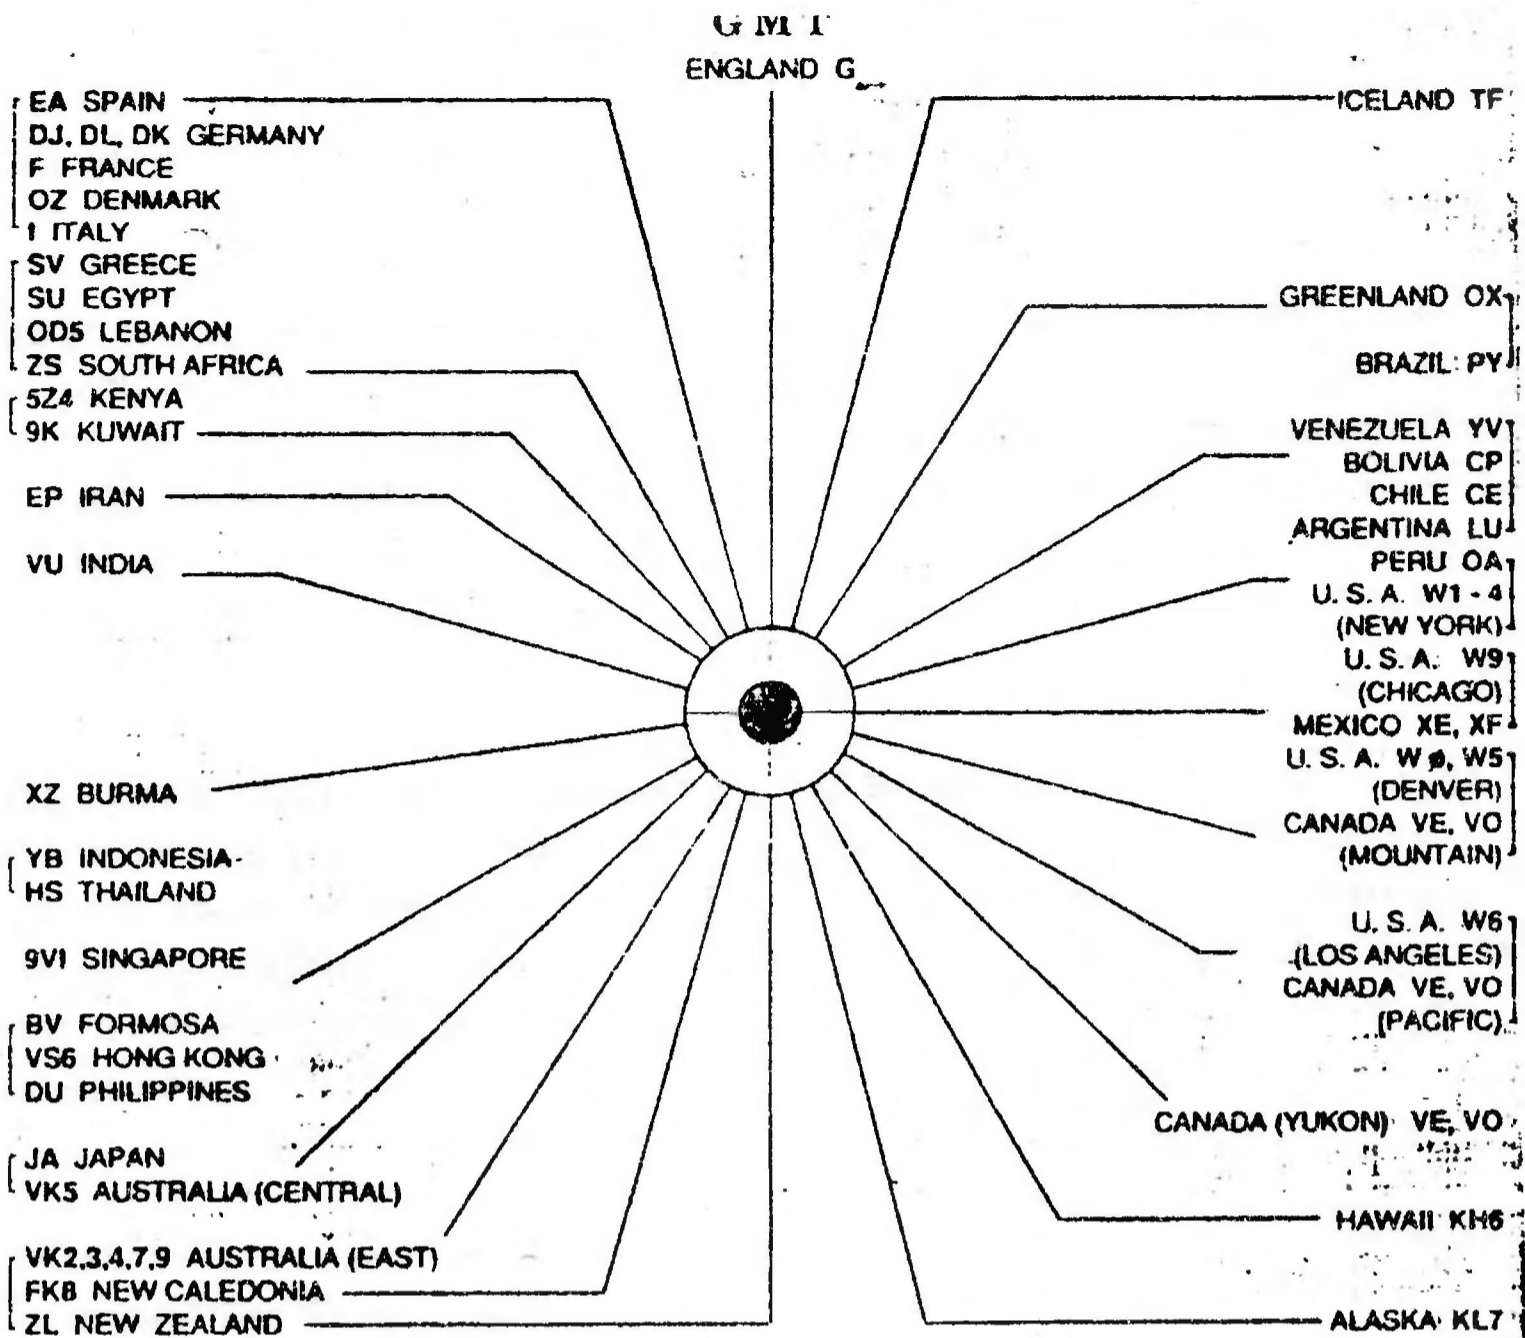 G M T
ENGLAND G
EA SPAIN
DJ, DL, DK GERMANY
F FRANCE
OZ DENMARK
I ITALY
SV GREECE
SU EGYPT
OD5 LEBANON
ZS SOUTH AFRICA
5Z4 KENYA
9K KUWAIT
EP IRAN
VU INDIA
XZ BURMA
YB INDONESIA
HS THAILAND
9VI SINGAPORE
BV FORMOSA
VS6 HONG KONG
DU PHILIPPINES
JA JAPAN
VK5 AUSTRALIA (CENTRAL)
VK2,3,4,7,9 AUSTRALIA (EAST)
FK8 NEW CALEDONIA
ZL NEW ZEALAND
ICELAND TF
GREENLAND OX
BRAZIL PY
VENEZUELA YV
BOLIVIA CP
CHILE CE
ARGENTINA LU
PERU OA
U. S. A. W1 - 4
(NEW YORK)
U. S. A. W9
(CHICAGO)
MEXICO XE, XF
U. S. A. W ø, W5
(DENVER)
CANADA VE, VO
(MOUNTAIN)
U. S. A. W6
(LOS ANGELES)
CANADA VE, VO
(PACIFIC)
CANADA (YUKON) VE, VO
HAWAII KH6
ALASKA KL7